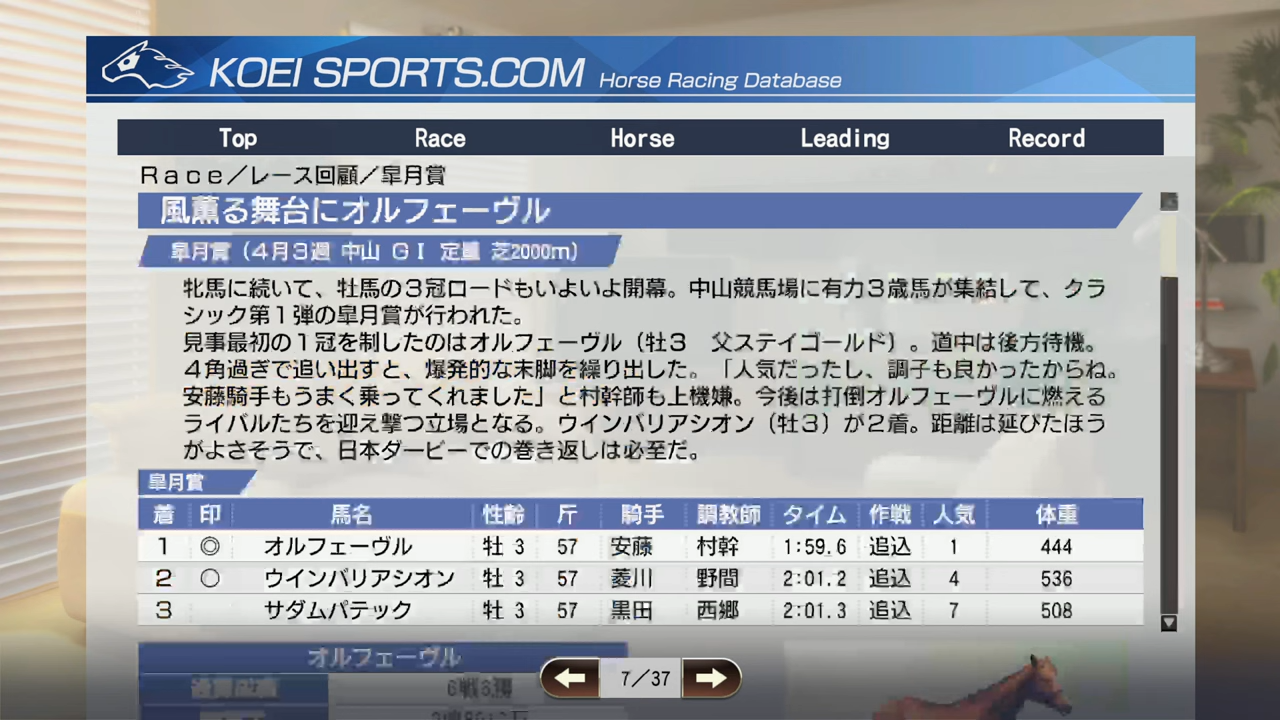 KOEI SPORTS.COM Horse Racing Database
Top Race Horse Leading Record
Race／レース回顧／皐月賞
風薫る舞台にオルフェーヴル
皐月賞（4月3週 中山 GⅠ 定量 芝2000m）
牝馬に続いて、牡馬の3冠ロードもいよいよ開幕。中山競馬場に有力3歳馬が集結して、クラ
シック第1弾の皐月賞が行われた。
見事最初の1冠を制したのはオルフェーヴル（牡3　父ステイゴールド）。道中は後方待機。
4角過ぎで追い出すと、爆発的な末脚を繰り出した。「人気だったし、調子も良かったからね。
安藤騎手もうまく乗ってくれました」と村幹師も上機嫌。今後は打倒オルフェーヴルに燃える
ライバルたちを迎え撃つ立場となる。ウインバリアシオン（牡3）が2着。距離は延びたほう
がよさそうで、日本ダービーでの巻き返しは必至だ。
皐月賞
着 印 馬名 性齢 斤 騎手 調教師 タイム 作戦 人気 体重
1 ◎ オルフェーヴル 牡 3 57 安藤 村幹 1:59.6 追込 1 444
2 ○ ウインバリアシオン 牡 3 57 菱川 野間 2:01.2 追込 4 536
3 サダムパテック 牡 3 57 黒田 西郷 2:01.3 追込 7 508
オルフェーヴル
7／37